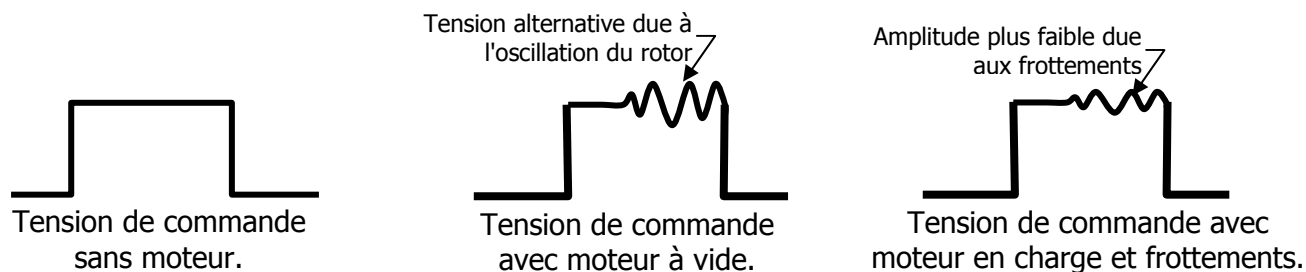 Tension de commande
sans moteur.
Tension alternative due à
l'oscillation du rotor
Tension de commande
avec moteur à vide.
Amplitude plus faible due
aux frottements
Tension de commande avec
moteur en charge et frottements.